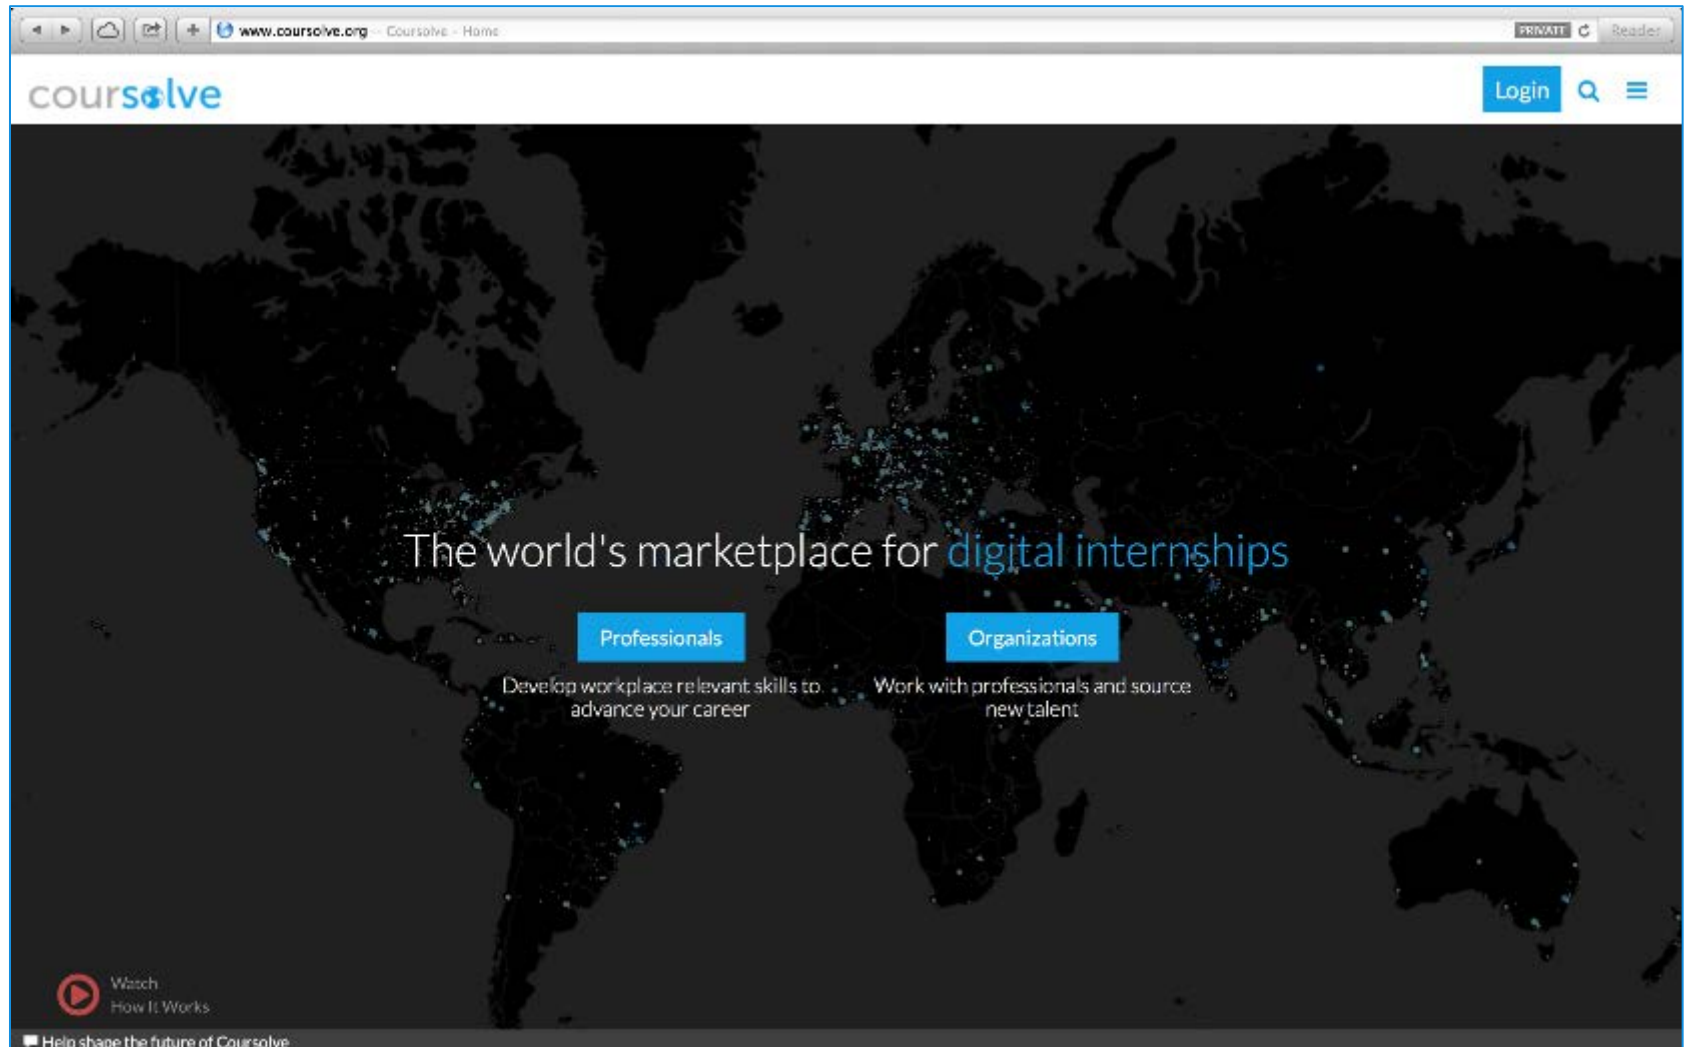 www.coursolve.org – Coursolve - Home
PRIVATE
Reader
coursolve
Login
The world's marketplace for digital internships
Professionals
Organizations
Develop workplace relevant skills to
advance your career
Work with professionals and source
new talent
Watch
How It Works
Help shape the future of Coursolve